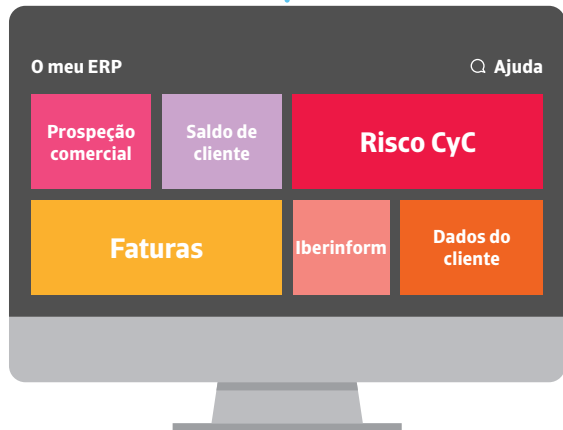 O meu ERP
Ajuda
Prospeção
comercial
Saldo de
cliente
Risco CyC
Faturas
Iberinform
Dados do
cliente